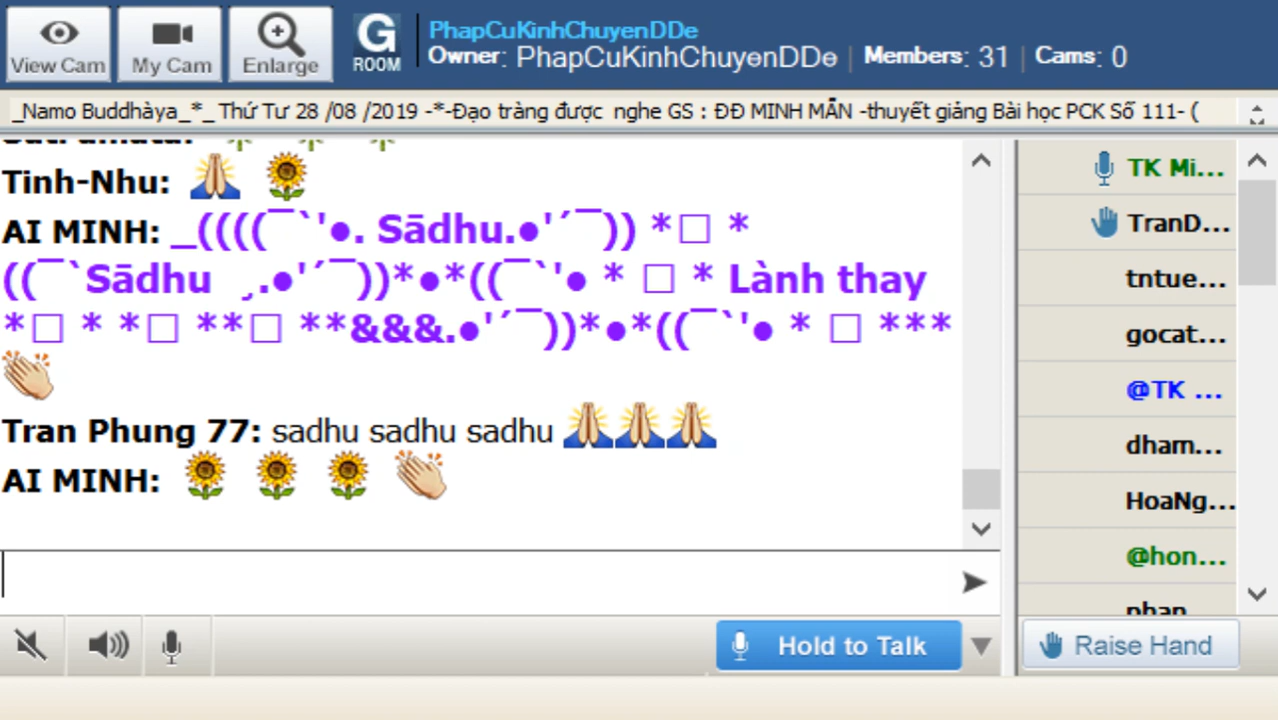 View Cam
My Cam
Enlarge
G
ROOM
PhapCuKinhChuyenDDe
Owner: PhapCuKinhChuyenDDe | Members: 31 | Cams: 0
_Namo Buddhàya_*_ Thứ Tư 28 /08 /2019 -*-Đạo tràng được nghe GS : ĐĐ MINH MẪN -thuyết giảng Bài học PCK Số 111- (
Tinh-Nhu: 🙏 🌻
AI MINH: _((((¯`'●. Sādhu.●'´¯)) *□ *
((¯`Sādhu ¸.●'´¯))*●*((¯`'● * □ * Lành thay
*□ * *□ **□ **&&&.●'´¯))*●*((¯`'● * □ ***
👏
Tran Phung 77: sadhu sadhu sadhu 🙏🙏🙏
AI MINH: 🌻 🌻 🌻 👏
TK Mi...
TranD...
tntue...
gocat...
@TK ...
dham...
HoaNg...
@hon...
phan
Hold to Talk
Raise Hand